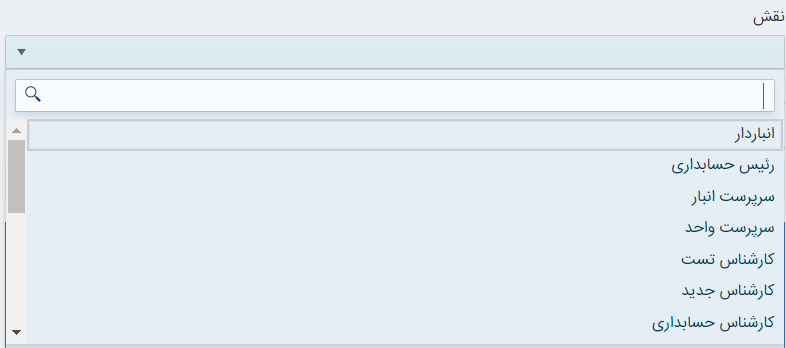 نقش
انباردار
رئیس حسابداری
سرپرست انبار
سرپرست واحد
کارشناس تست
کارشناس جدید
کارشناس حسابداری